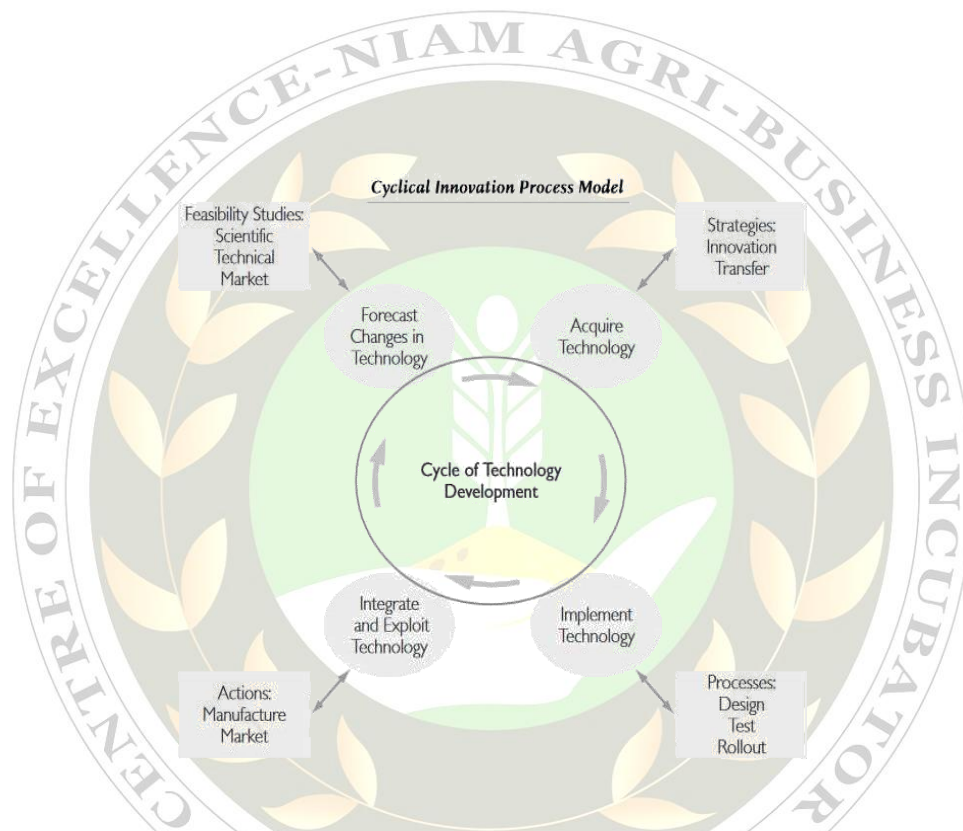 CENTRE OF EXCELLENCE-NIAM AGRI-BUSINESS INCUBATOR
Cyclical Innovation Process Model
Feasibility Studies:
Scientific
Technical
Market
Strategies:
Innovation
Transfer
Forecast
Changes in
Technology
Acquire
Technology
Cycle of Technology
Development
Integrate
and Exploit
Technology
Implement
Technology
Actions:
Manufacture
Market
Processes:
Design
Test
Rollout